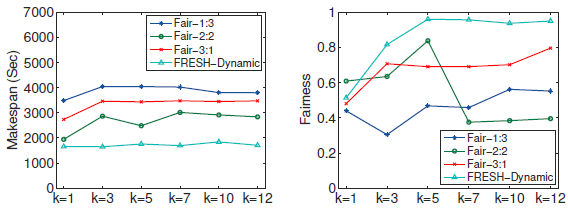 Makespan (Sec)
7000
6000
5000
4000
3000
2000
1000
0
k=1 k=3 k=5 k=7 k=10 k=12
Fair−1:3
Fair−2:2
Fair−3:1
FRESH−Dynamic
Fairness
1
0.8
0.6
0.4
0.2
0
k=1 k=3 k=5 k=7 k=10 k=12
Fair−1:3
Fair−2:2
Fair−3:1
FRESH−Dynamic